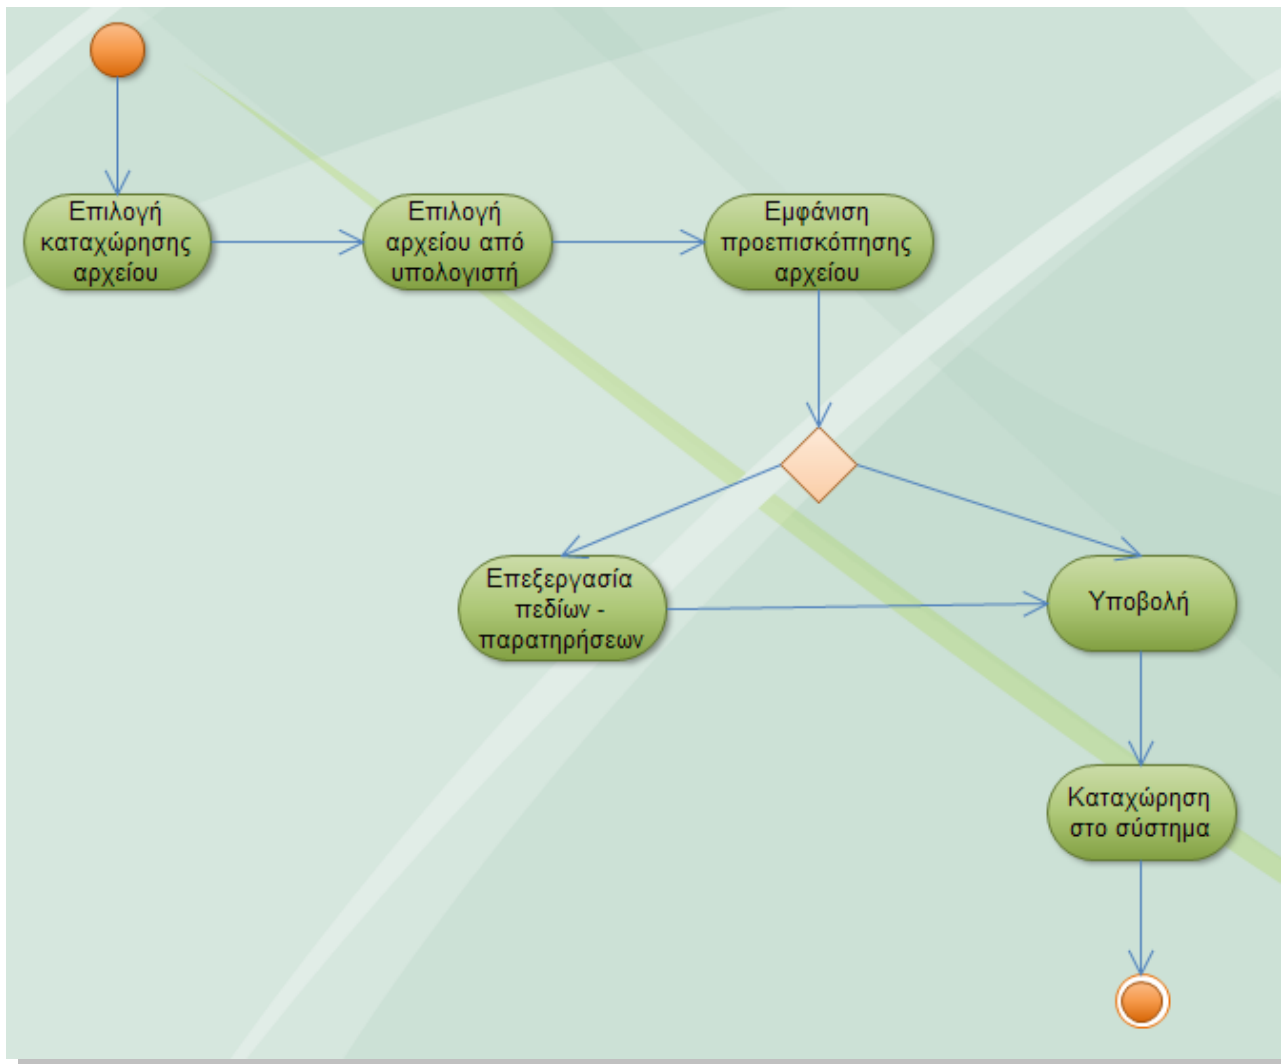 Επιλογή
καταχώρησης
αρχείου
Επιλογή
αρχείου από
υπολογιστή
Εμφάνιση
προεπισκόπησης
αρχείου
Επεξεργασία
πεδίων -
παρατηρήσεων
Υποβολή
Καταχώρηση
στο σύστημα